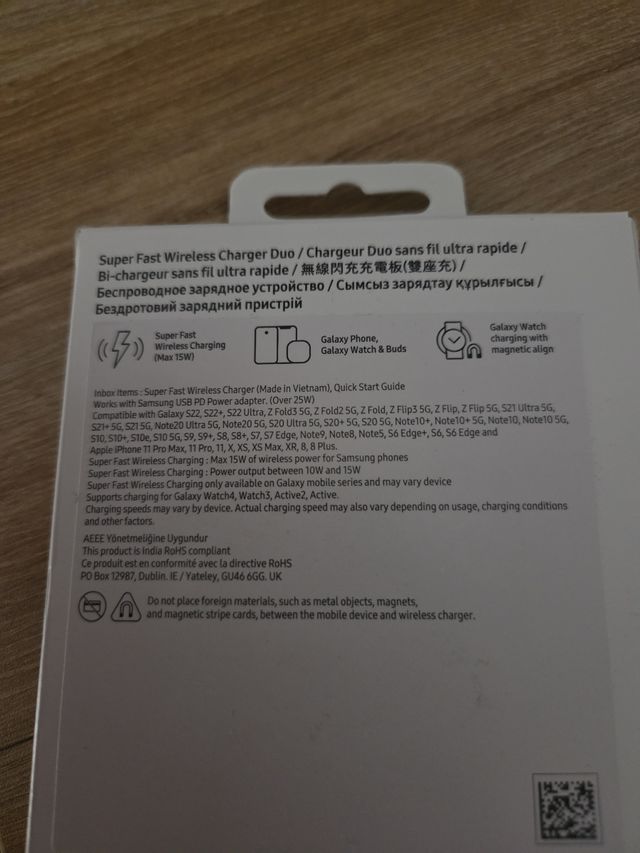 Super Fast Wireless Charger Duo / Chargeur Duo sans fil ultra rapide /
Bi-chargeur sans fil ultra rapide / 無線閃充充電板(雙座充) /
Беспроводное зарядное устройство / Сымсыз зарядтау құрылғысы /
Бездротовий зарядний пристрій
Super Fast
Wireless Charging
(Max 15W)
Galaxy Phone,
Galaxy Watch & Buds
Galaxy Watch
charging with
magnetic align
Inbox Items : Super Fast Wireless Charger (Made in Vietnam), Quick Start Guide
Works with Samsung USB PD Power adapter. (Over 25W)
Compatible with Galaxy S22, S22+, S22 Ultra, Z Fold3 5G, Z Fold2 5G, Z Fold, Z Flip3 5G, Z Flip, Z Flip 5G, S21 Ultra 5G,
S21+ 5G, S21 5G, Note20 Ultra 5G, Note20 5G, S20 Ultra 5G, S20+ 5G, S20 5G, Note10+, Note10+ 5G, Note10, Note10 5G,
S10, S10+, S10e, S10 5G, S9, S9+, S8, S8+, S7, S7 Edge, Note9, Note8, Note5, S6 Edge+, S6, S6 Edge and
Apple iPhone 11 Pro Max, 11 Pro, 11, X, XS, XS Max, XR, 8, 8 Plus.
Super Fast Wireless Charging : Max 15W of wireless power for Samsung phones
Super Fast Wireless Charging : Power output between 10W and 15W
Super Fast Wireless Charging only available on Galaxy mobile series and may vary device
Supports charging for Galaxy Watch4, Watch3, Active2, Active.
Charging speeds may vary by device. Actual charging speed may also vary depending on usage, charging conditions
and other factors.
AEEE Yönetmeliğine Uygundur
This product is India RoHS compliant
Ce produit est en conformité avec la directive RoHS
PO Box 12987, Dublin. IE / Yateley, GU46 6GG. UK
Do not place foreign materials, such as metal objects, magnets,
and magnetic stripe cards, between the mobile device and wireless charger.